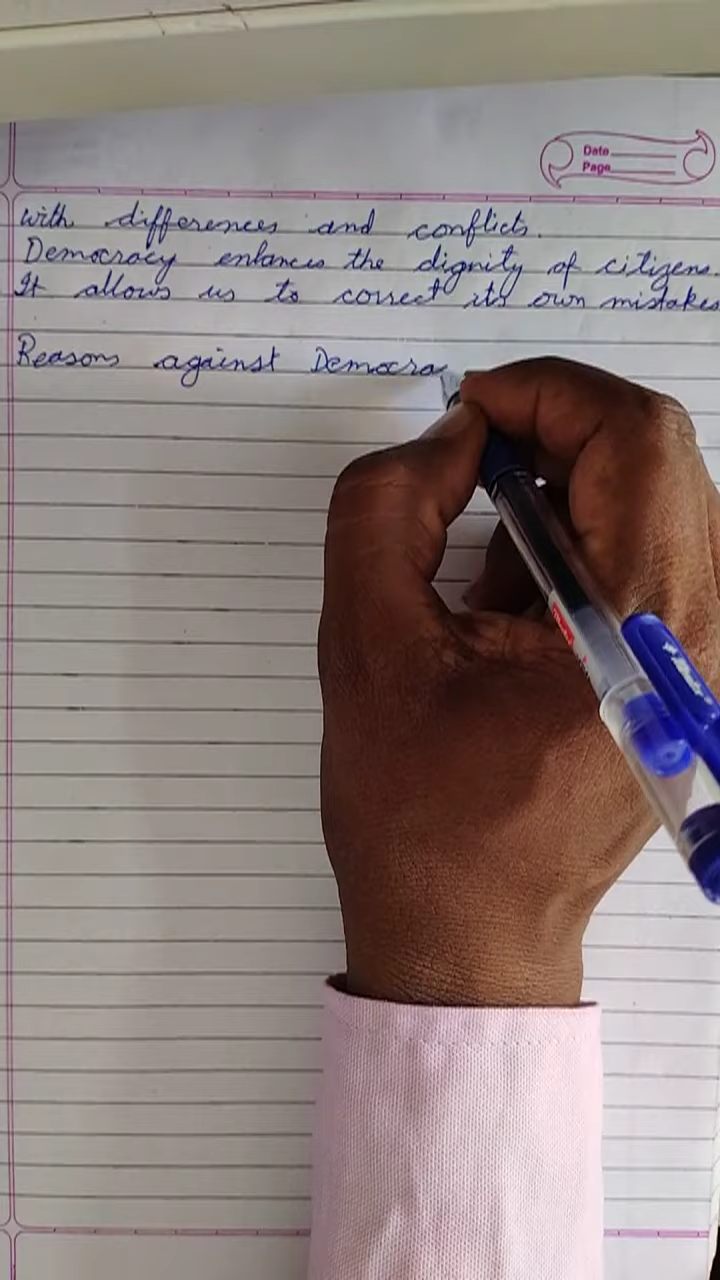 Date
Page
with differences and conflicts.
Democracy enhances the dignity of citizens.
It allows us to correct its own mistakes
Reasons against Democra